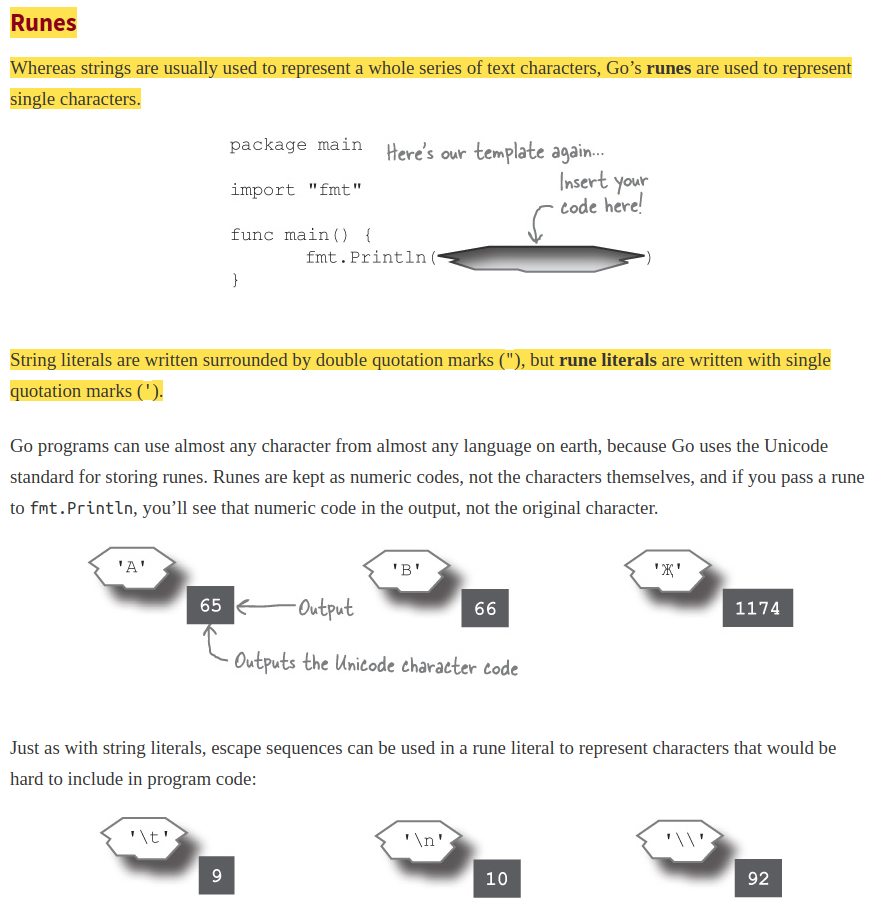 Runes
Whereas strings are usually used to represent a whole series of text characters, Go’s runes are used to represent
single characters.
package main
Here's our template again...
import "fmt"
Insert your
code here!
func main() {
fmt.Println(
)
}
String literals are written surrounded by double quotation marks ("), but rune literals are written with single
quotation marks (').
Go programs can use almost any character from almost any language on earth, because Go uses the Unicode
standard for storing runes. Runes are kept as numeric codes, not the characters themselves, and if you pass a rune
to fmt.Println, you’ll see that numeric code in the output, not the original character.
'A'
65
Output
Outputs the Unicode character code
'B'
66
'Ж'
1174
Just as with string literals, escape sequences can be used in a rune literal to represent characters that would be
hard to include in program code:
'\t'
9
'\n'
10
'\\'
92